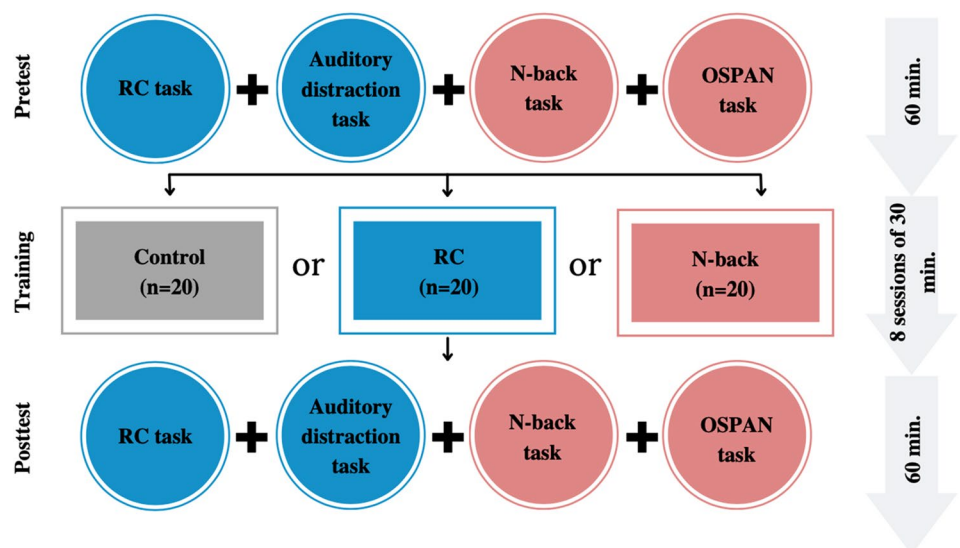 Pretest
RC task
Auditory
distraction
task
N-back
task
OSPAN
task
60 min.
Training
Control
(n=20)
or
RC
(n=20)
or
N-back
(n=20)
8 sessions of 30
min.
Posttest
RC task
Auditory
distraction
task
N-back
task
OSPAN
task
60 min.